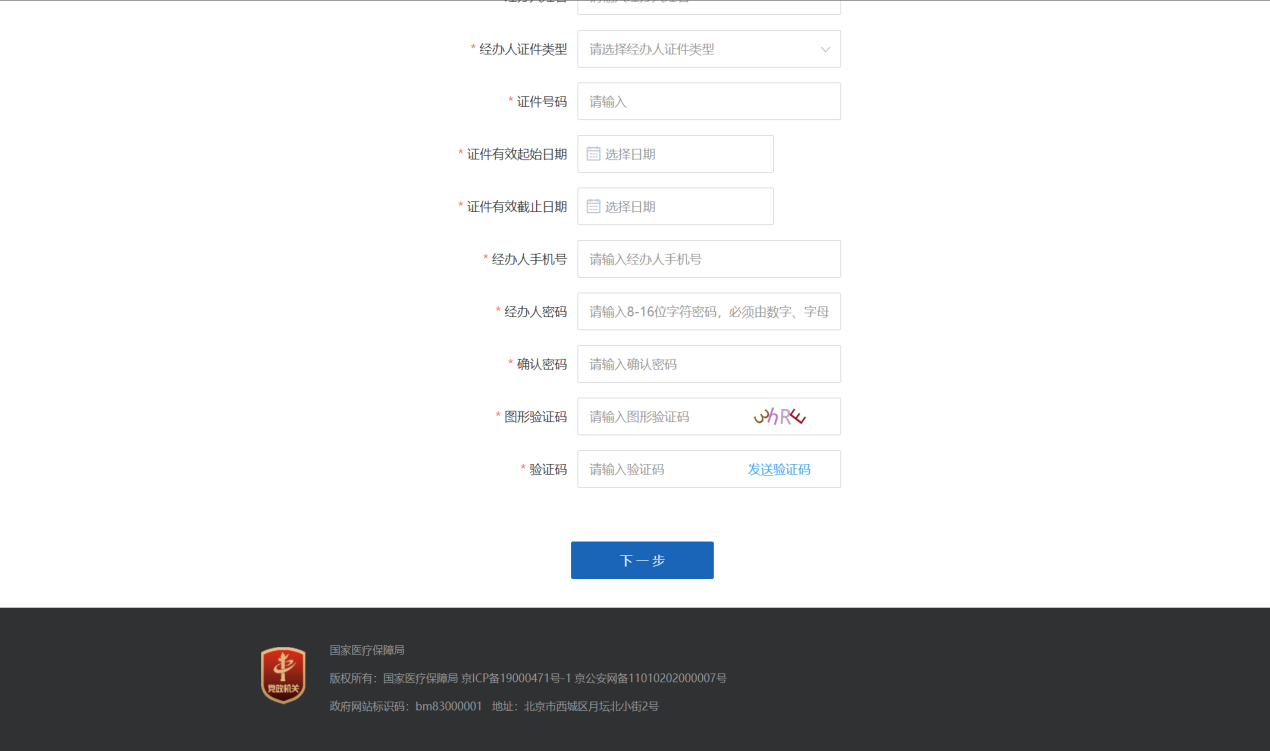 * 经办人证件类型 请选择经办人证件类型
* 证件号码 请输入
* 证件有效起始日期 选择日期
* 证件有效截止日期 选择日期
* 经办人手机号 请输入经办人手机号
* 经办人密码 请输入8-16位字符密码，必须由数字、字母
* 确认密码 请输入确认密码
* 图形验证码 请输入图形验证码 3hRE
* 验证码 请输入验证码 发送验证码
下一步
国家医疗保障局
党政机关
版权所有：国家医疗保障局 京ICP备19000471号-1 京公安网备11010202000007号
政府网站标识码：bm83000001 地址：北京市西城区月坛北小街2号